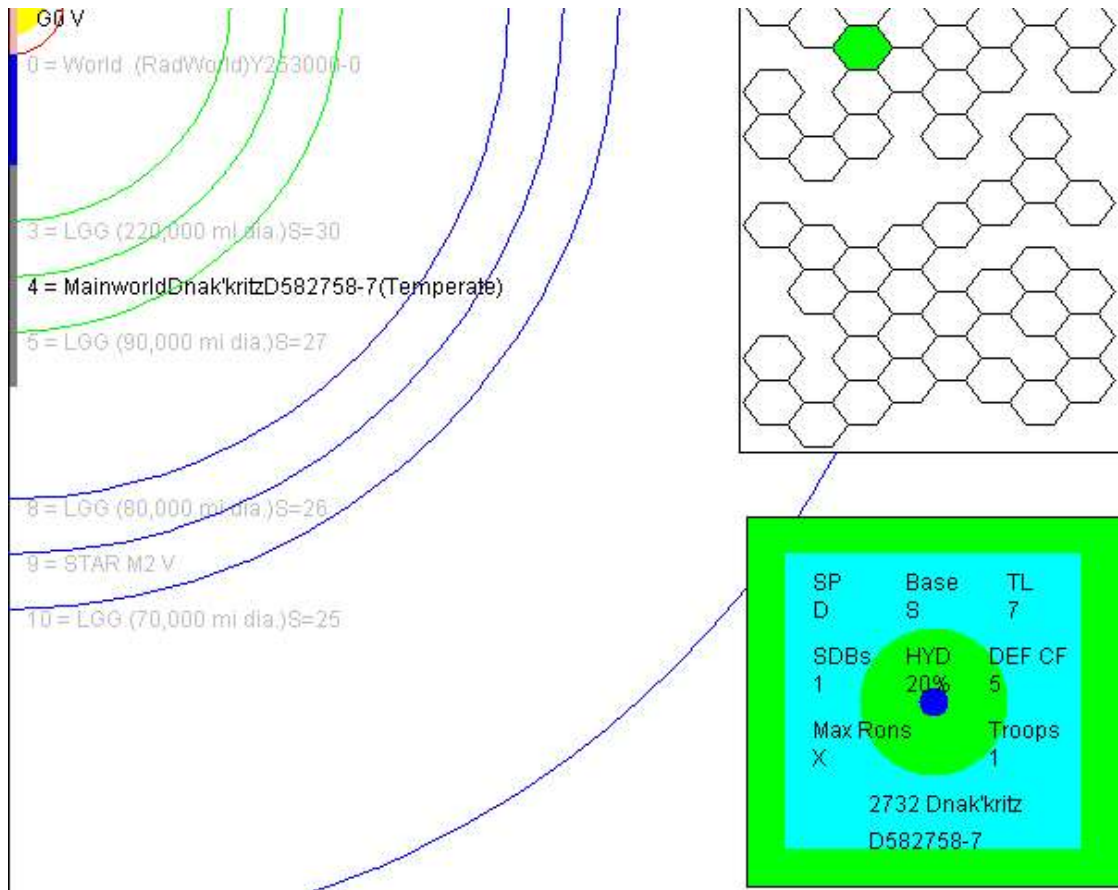 G0 V
0 = World (RadWorld)Y253000-0
3 = LGG (220,000 mi dia.)S=30
4 = MainworldDnak'kritzD582758-7(Temperate)
5 = LGG (90,000 mi dia.)S=27
8 = LGG (80,000 mi dia.)S=26
9 = STAR M2 V
10 = LGG (70,000 mi dia.)S=25
SP Base TL
D S 7
SDBs HYD DEF CF
1 20% 5
Max Rons Troops
X 1
2732 Dnak'kritz
D582758-7